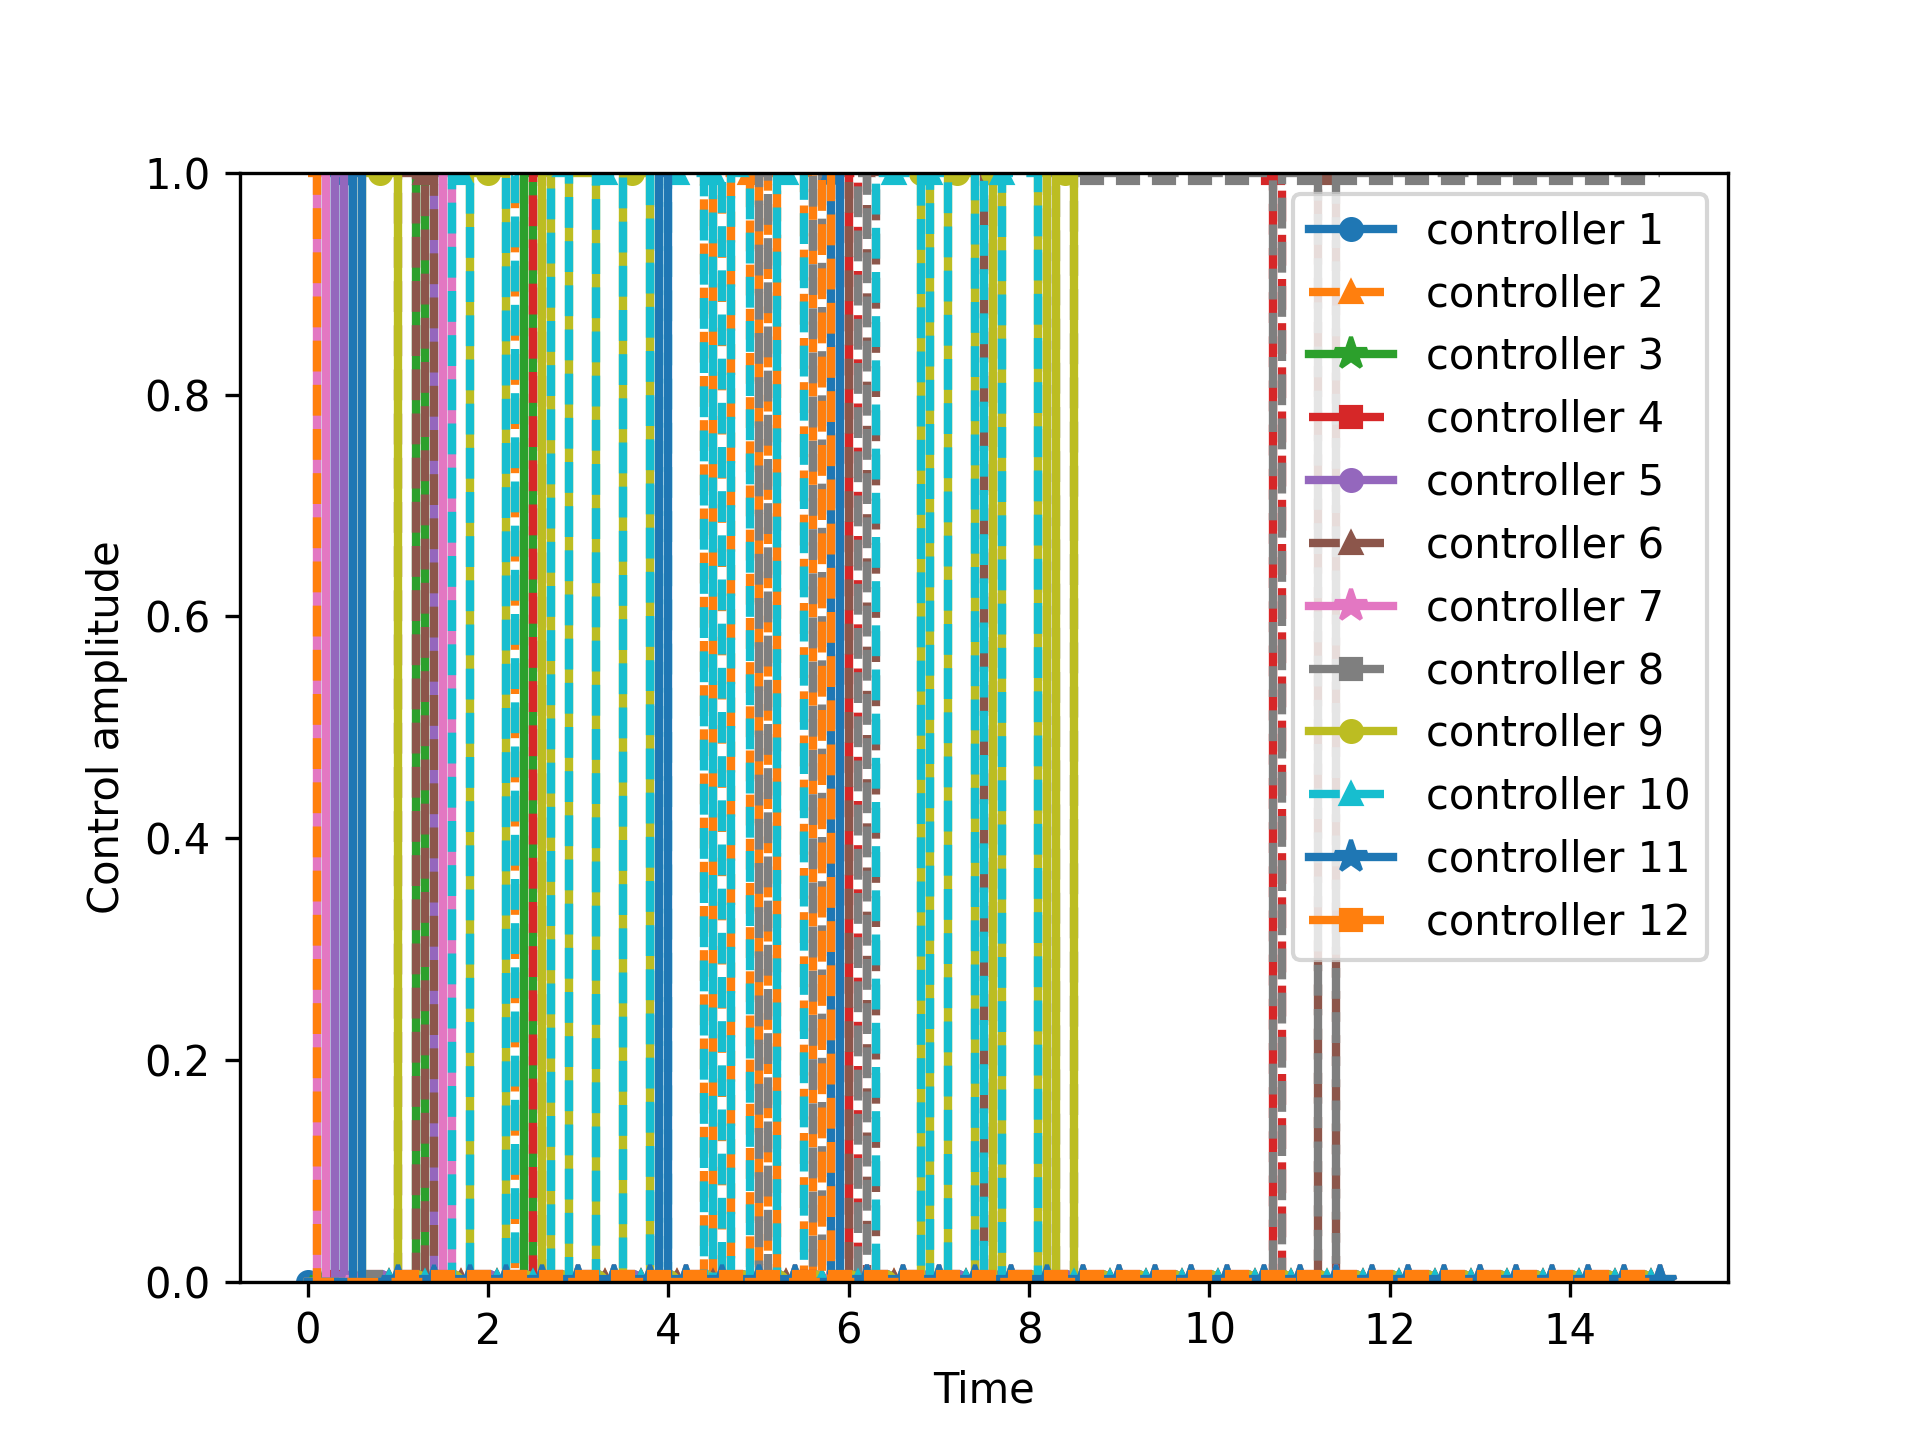 1.0
0.8
0.6
0.4
0.2
0.0
Control amplitude
0 2 4 6 8 10 12 14
Time
controller 1
controller 2
controller 3
controller 4
controller 5
controller 6
controller 7
controller 8
controller 9
controller 10
controller 11
controller 12